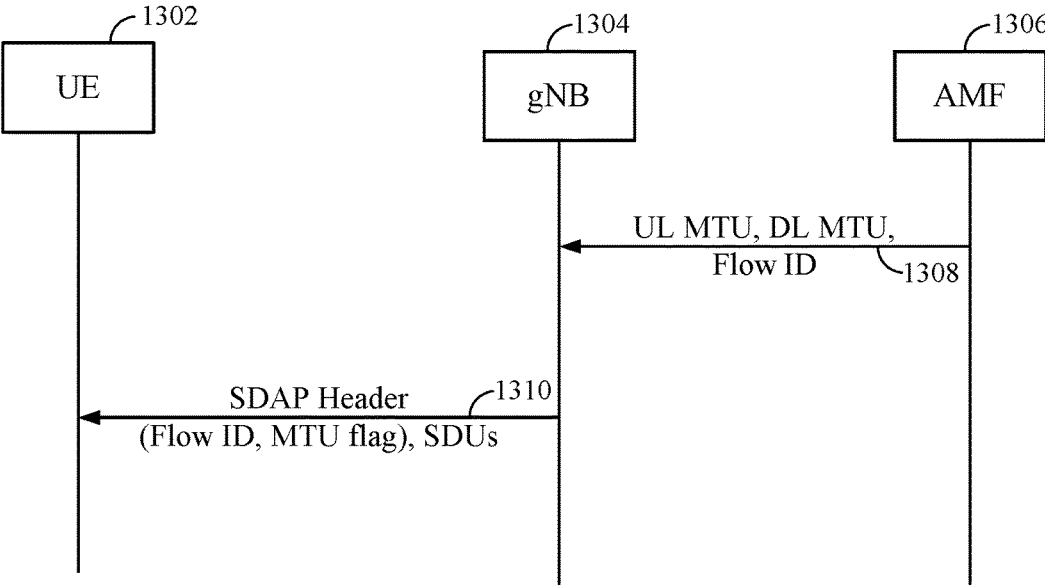 1302
1304
1306
UE
gNB
AMF
UL MTU, DL MTU,
Flow ID
1308
1310
SDAP Header
(Flow ID, MTU flag), SDUs